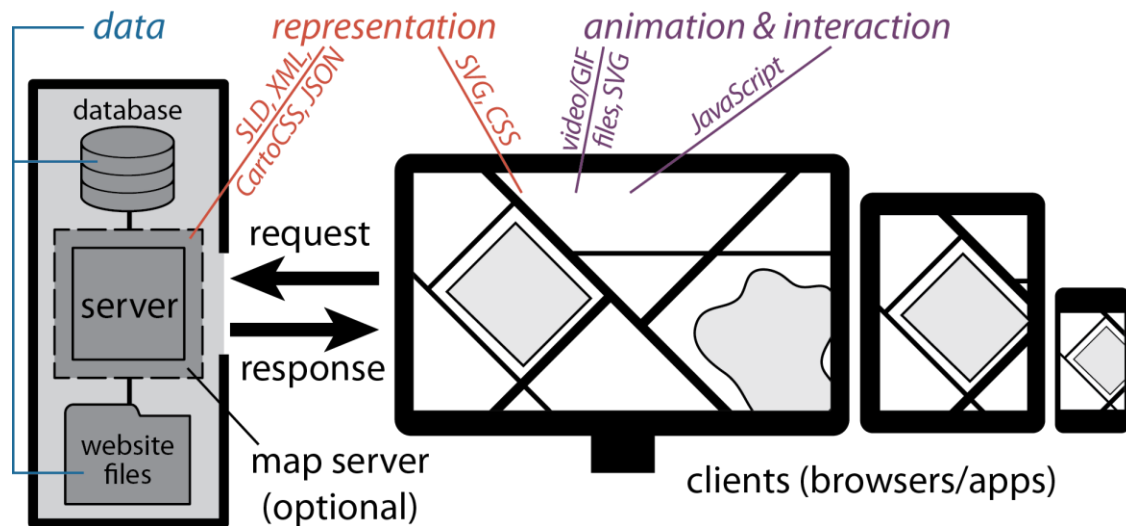 data
representation
animation & interaction
SLD, XML,
CartoCSS, JSON
SVG, CSS
video/GIF
files, SVG
JavaScript
database
server
website
files
request
response
map server
(optional)
clients (browsers/apps)